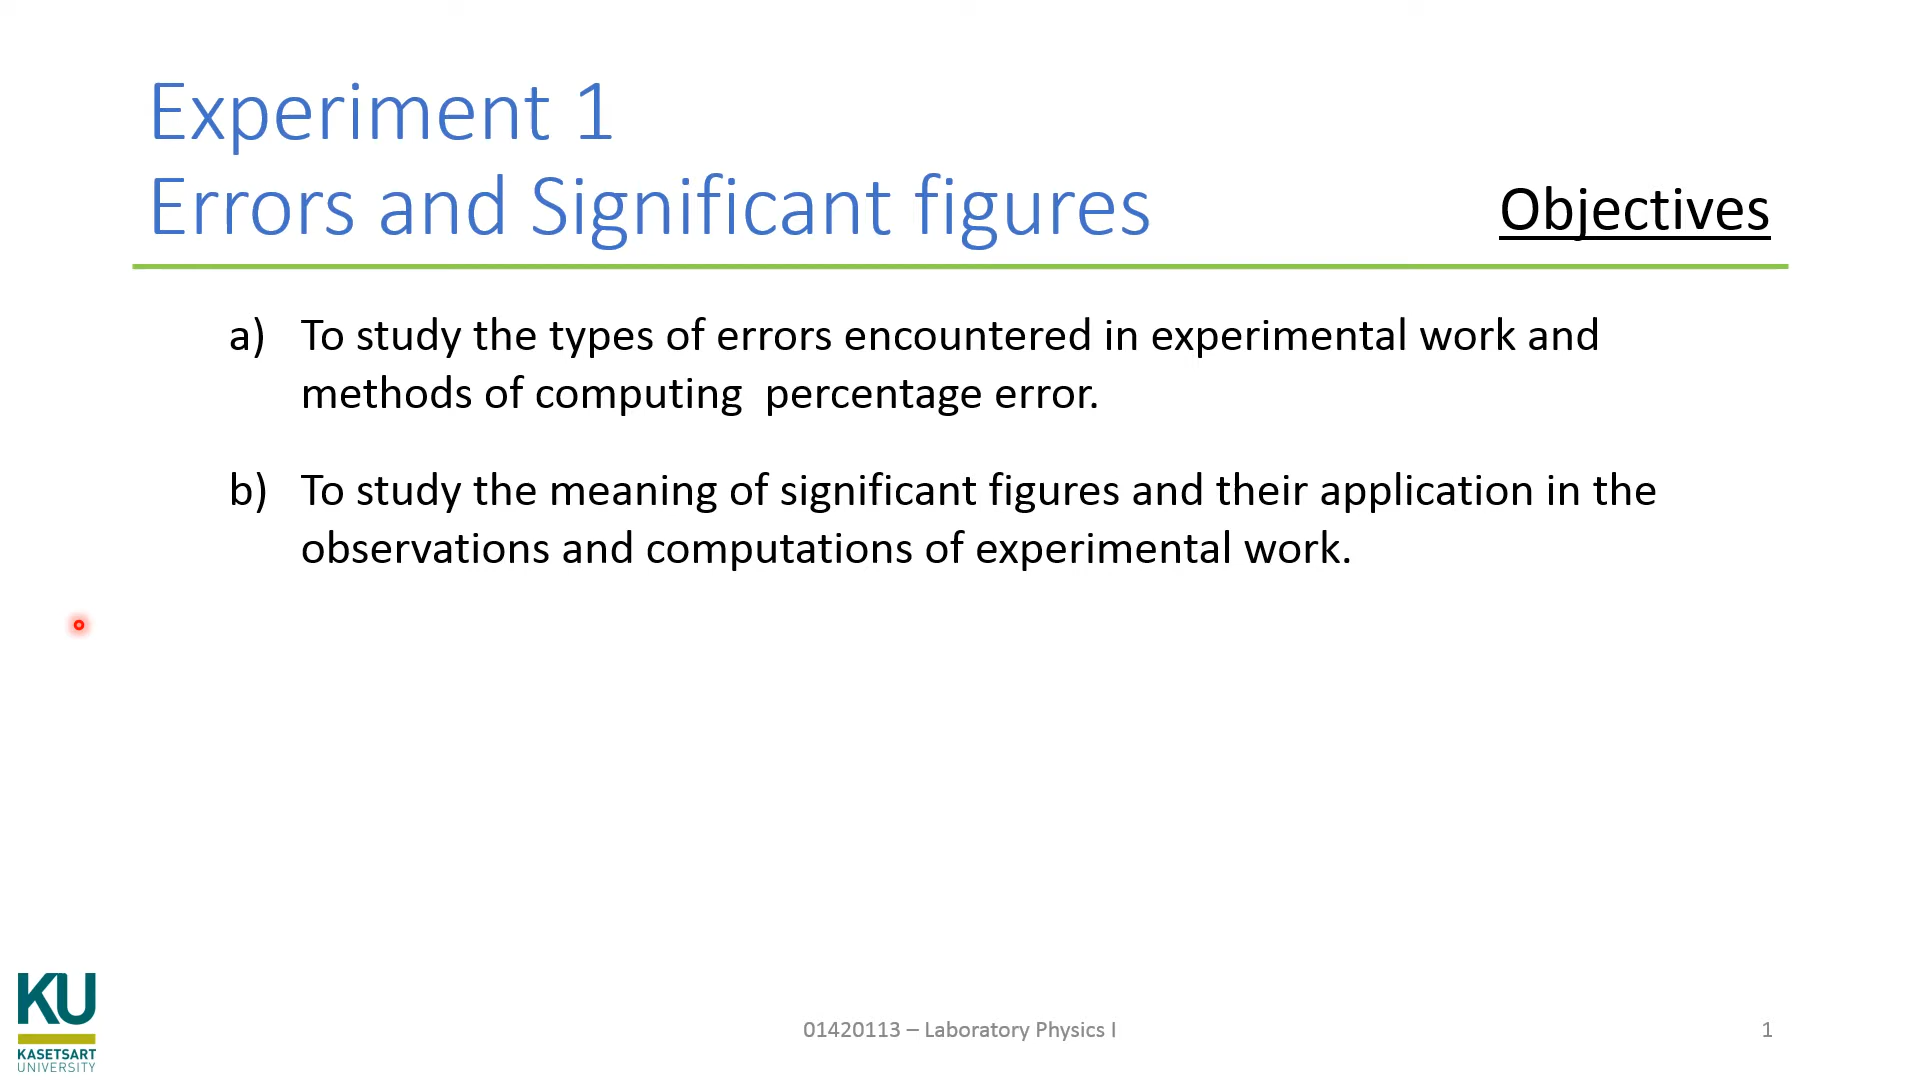 Experiment 1
Errors and Significant figures
Objectives
a) To study the types of errors encountered in experimental work and
methods of computing  percentage error.
b) To study the meaning of significant figures and their application in the
observations and computations of experimental work.
KU
KASETSART
UNIVERSITY
01420113 – Laboratory Physics I
1